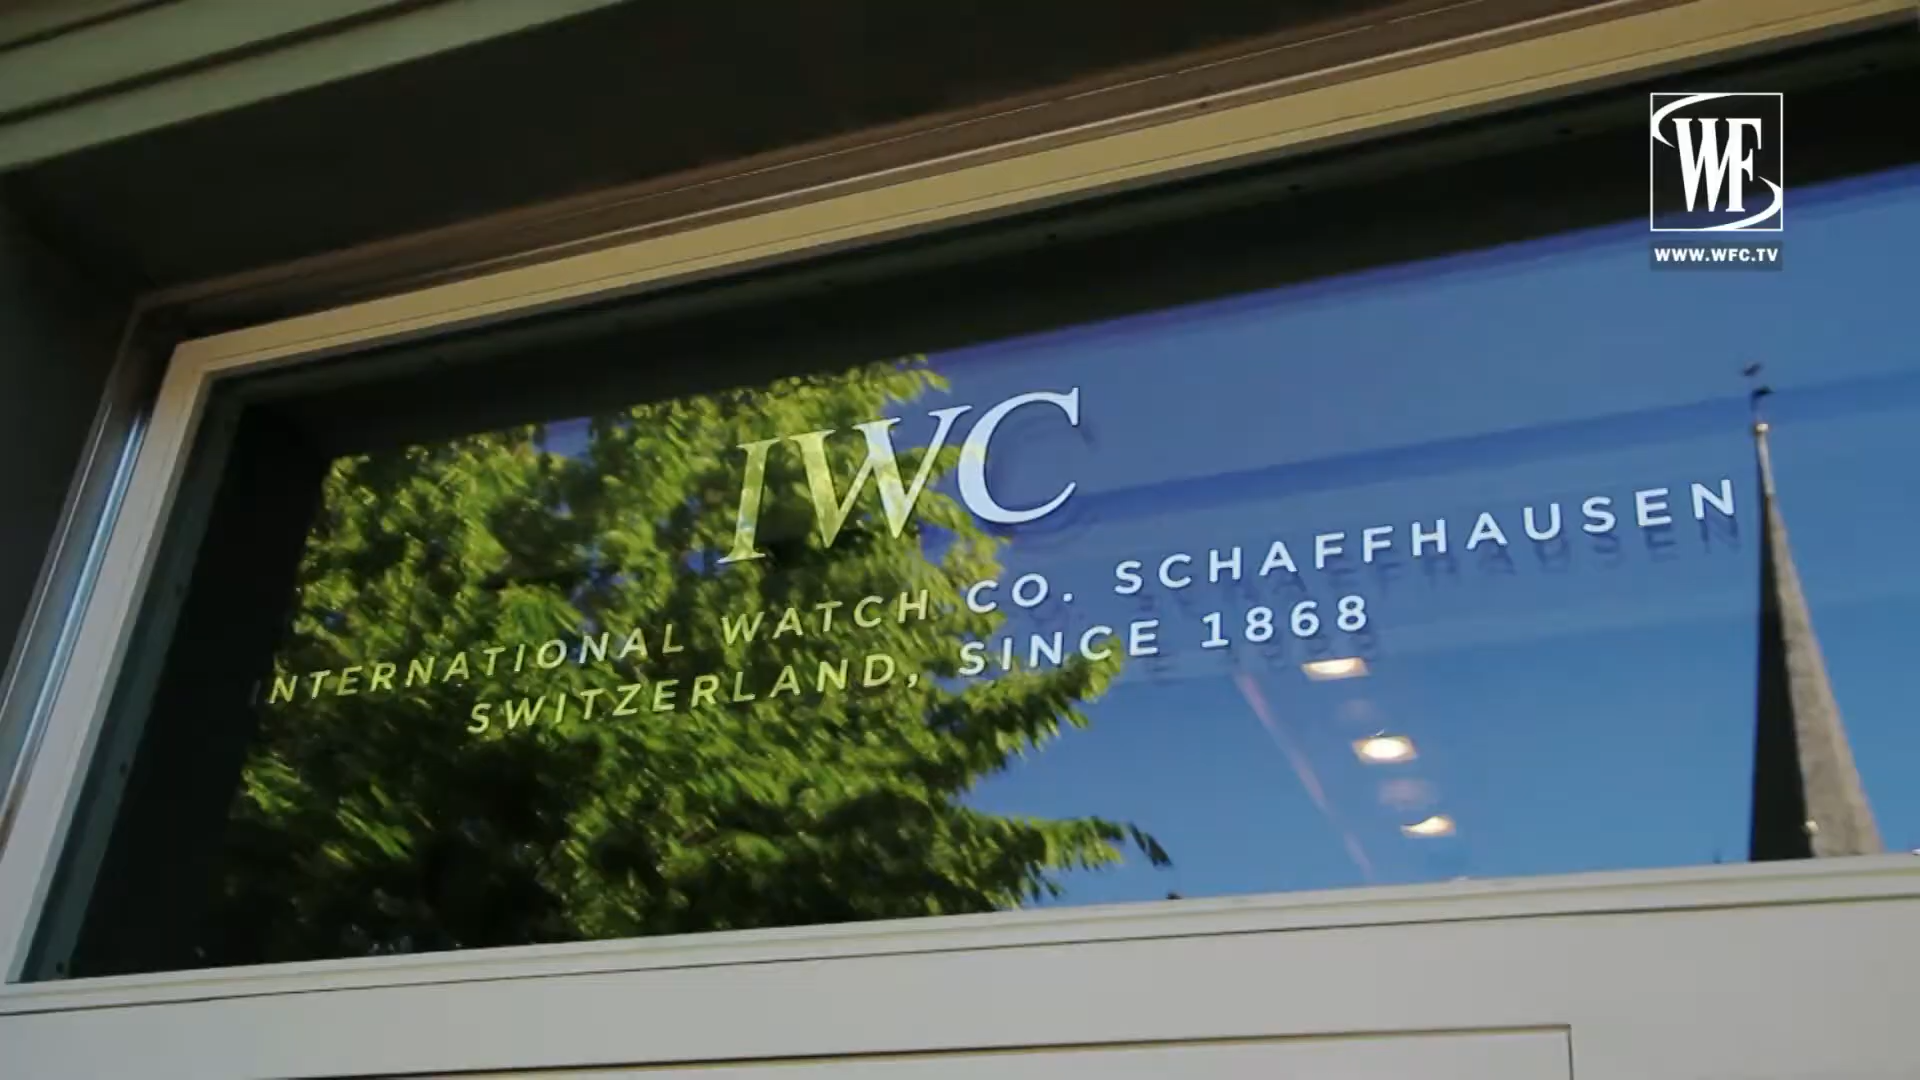 WF
WWW.WFC.TV
IWC
INTERNATIONAL WATCH CO. SCHAFFHAUSEN
SWITZERLAND, SINCE 1868